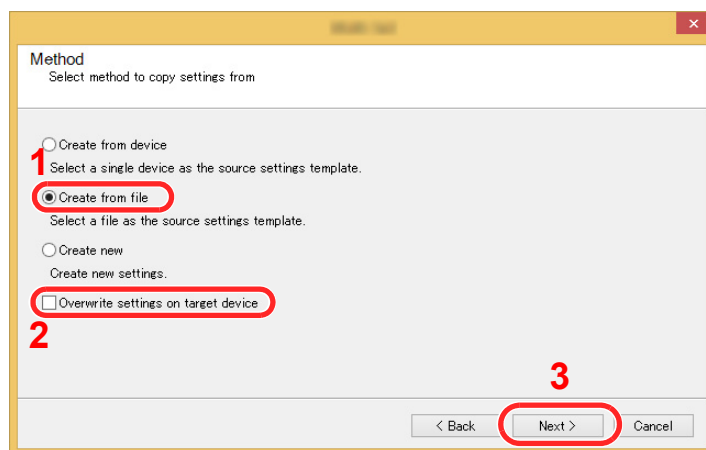 Method
Select method to copy settings from
Create from device
1
Select a single device as the source settings template.
Create from file
Select a file as the source settings template.
Create new
Create new settings.
Overwrite settings on target device
2
3
< Back Next > Cancel